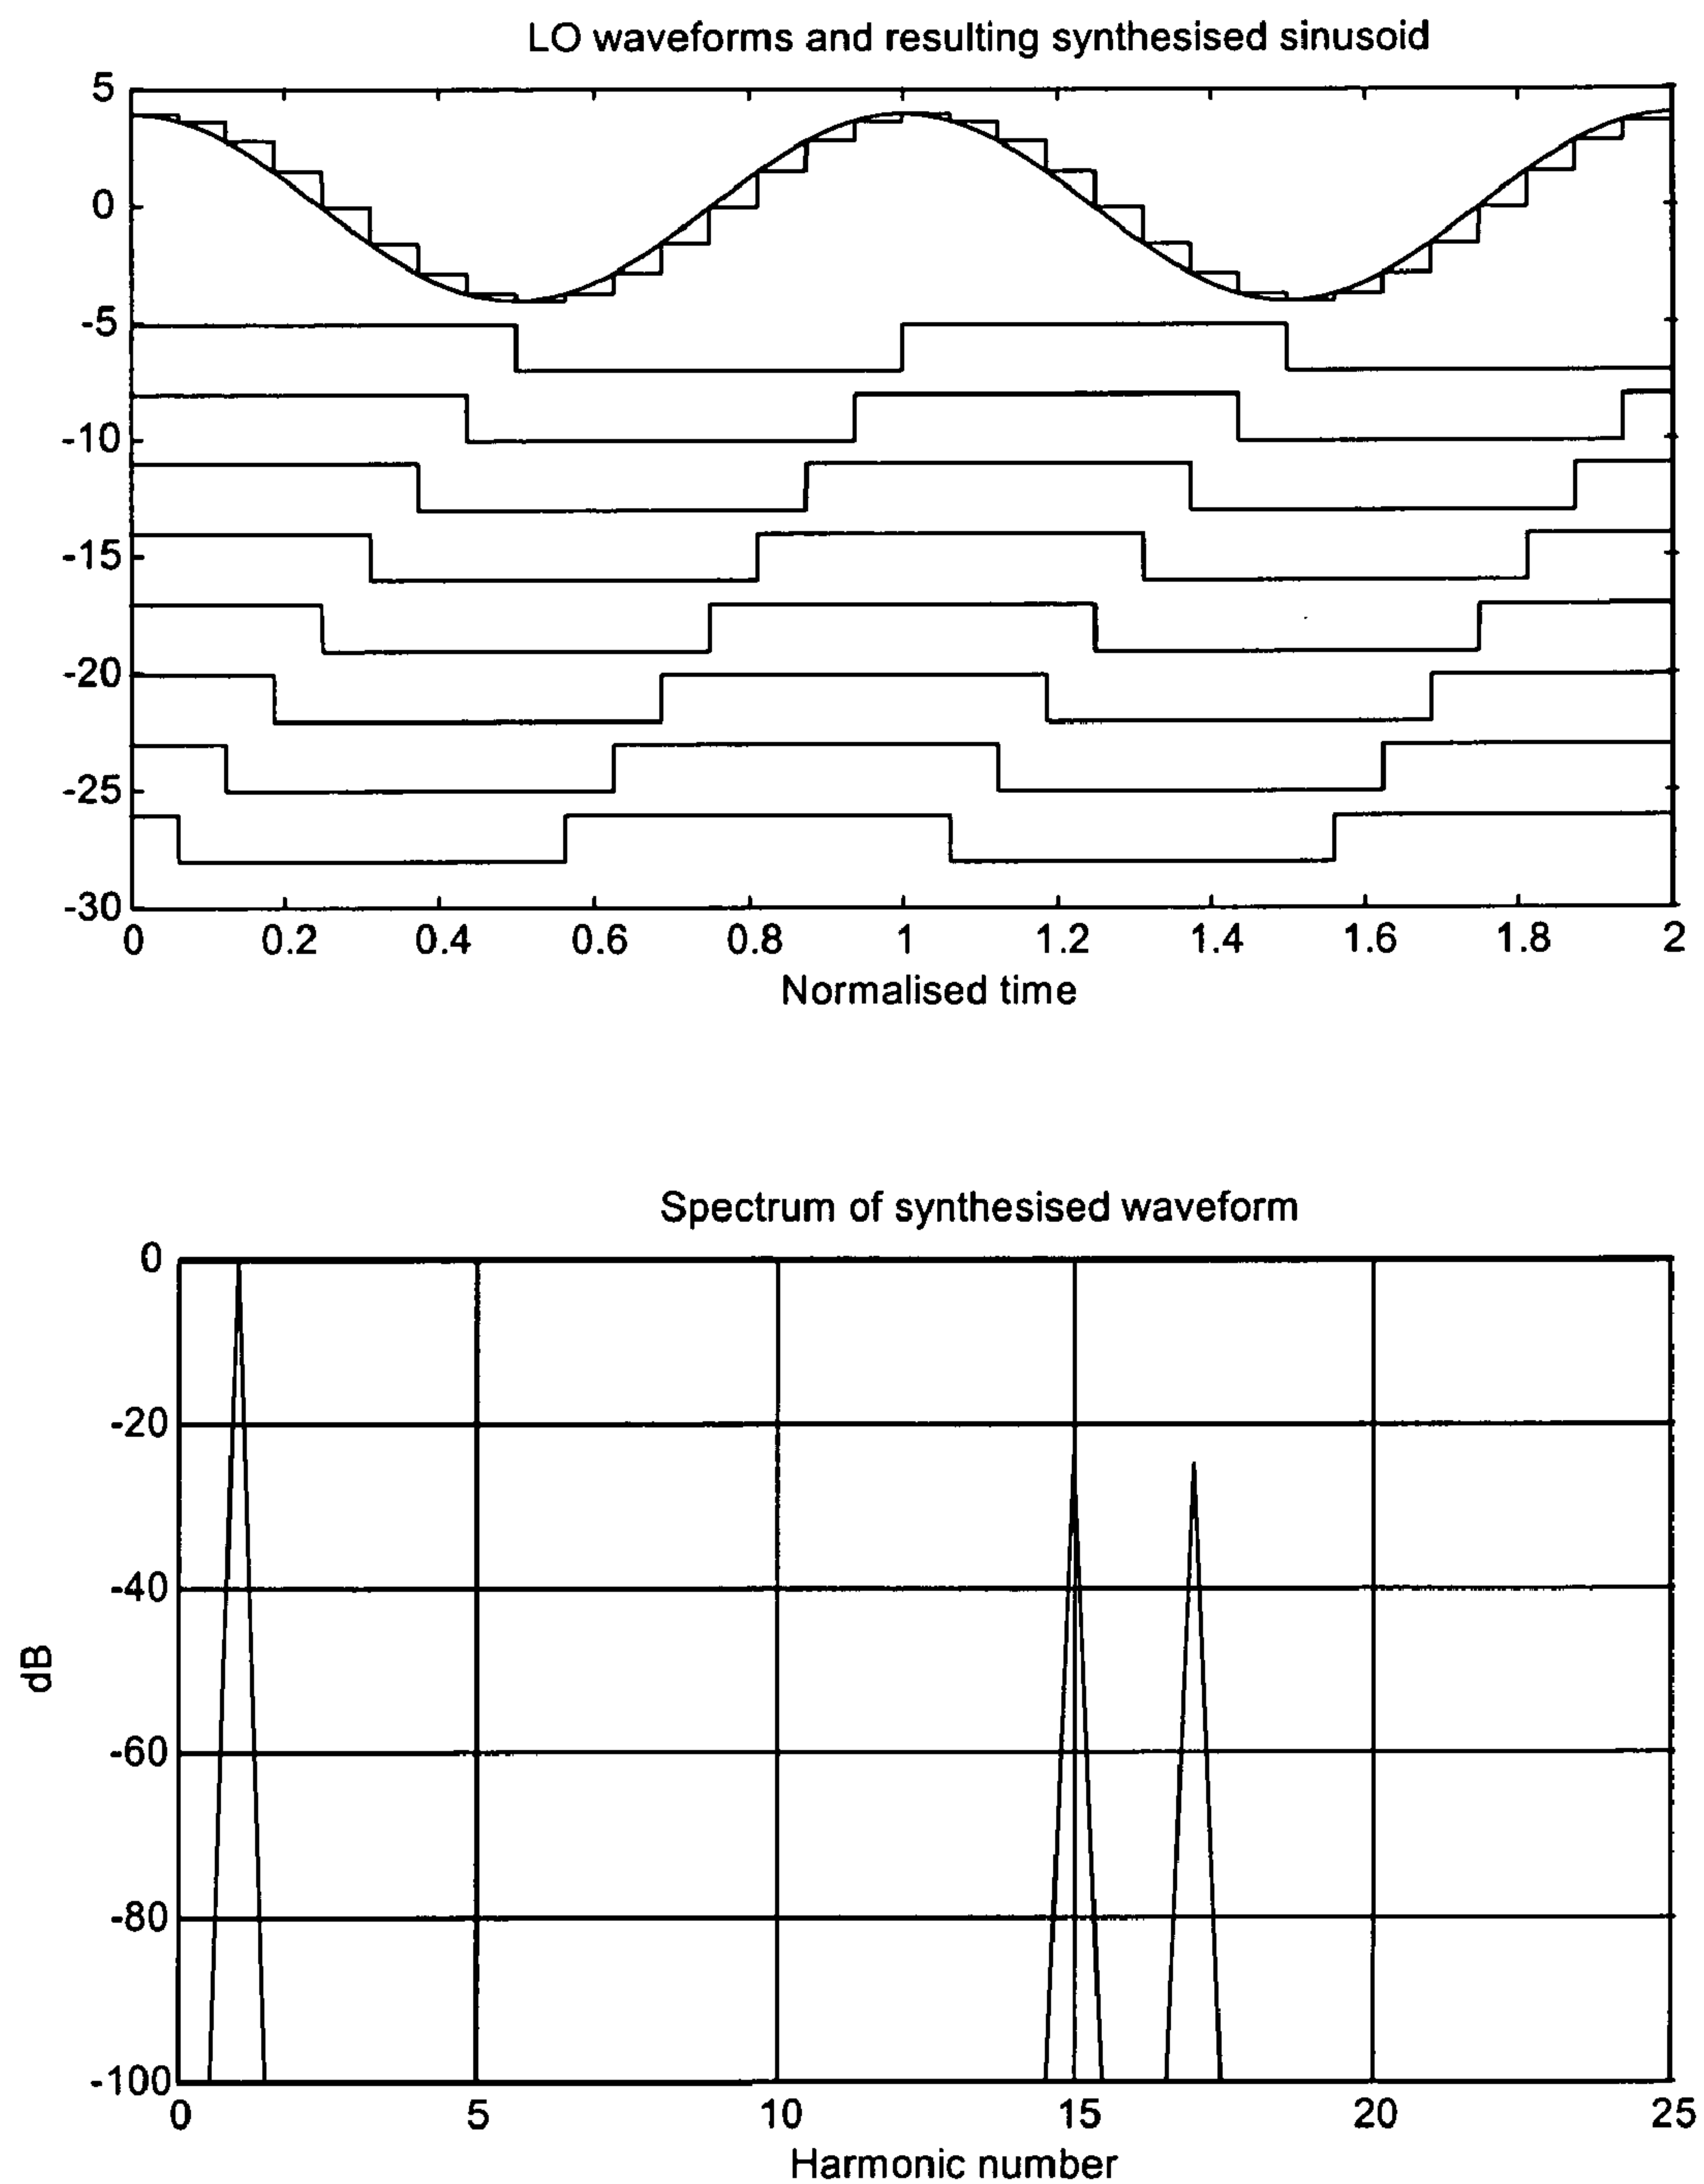 LO waveforms and resulting synthesised sinusoid
5
0
-5
-10
-15
-20
-25
-30
0 0.2 0.4 0.6 0.8 1 1.2 1.4 1.6 1.8 2
Normalised time
Spectrum of synthesised waveform
0
-20
-40
-60
-80
-100
dB
0 5 10 15 20 25
Harmonic number